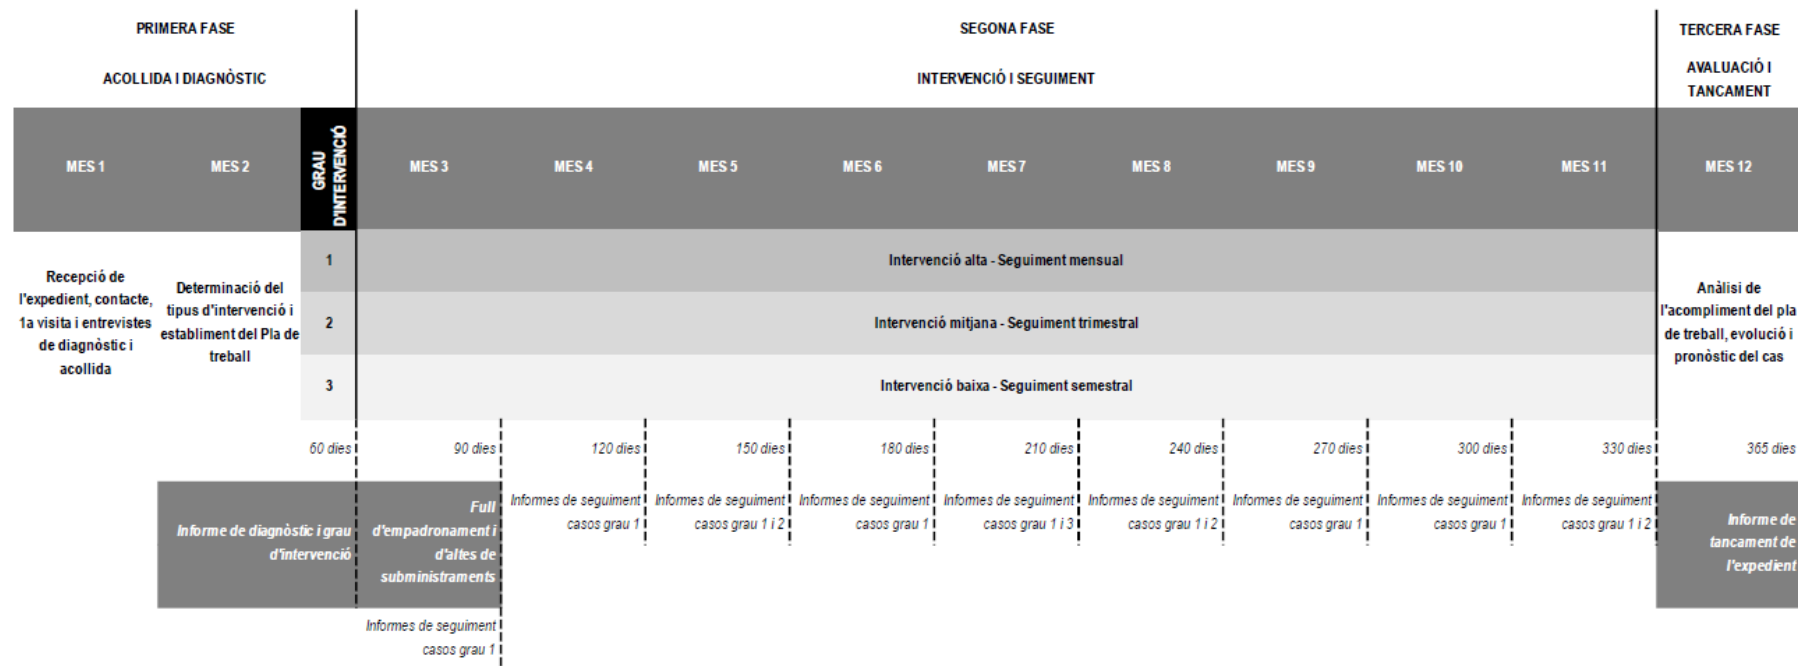 PRIMERA FASE
ACOLLIDA I DIAGNÒSTIC
SEGONA FASE
INTERVENCIÓ I SEGUIMENT
TERCERA FASE
AVALUACIÓ I
TANCAMENT
MES 1
MES 2
GRAU
D'INTERVENCIÓ
MES 3
MES 4
MES 5
MES 6
MES 7
MES 8
MES 9
MES 10
MES 11
MES 12
Recepció de
l'expedient, contacte,
1a visita i entrevistes
de diagnòstic i
acollida
Determinació del
tipus d'intervenció i
establiment del Pla de
treball
1
Intervenció alta - Seguiment mensual
2
Intervenció mitjana - Seguiment trimestral
3
Intervenció baixa - Seguiment semestral
Anàlisi de
l'acompliment del pla
de treball, evolució i
pronòstic del cas
60 dies
90 dies
120 dies
150 dies
180 dies
210 dies
240 dies
270 dies
300 dies
330 dies
365 dies
Informe de diagnòstic i grau
d'intervenció
Full
d'empadronament i
d'altes de
subministraments
Informes de seguiment
casos grau 1
Informes de seguiment
casos grau 1
Informes de seguiment
casos grau 1 i 2
Informes de seguiment
casos grau 1
Informes de seguiment
casos grau 1 i 3
Informes de seguiment
casos grau 1 i 2
Informes de seguiment
casos grau 1
Informes de seguiment
casos grau 1
Informes de seguiment
casos grau 1 i 2
Informe de
tancament de
l'expedient